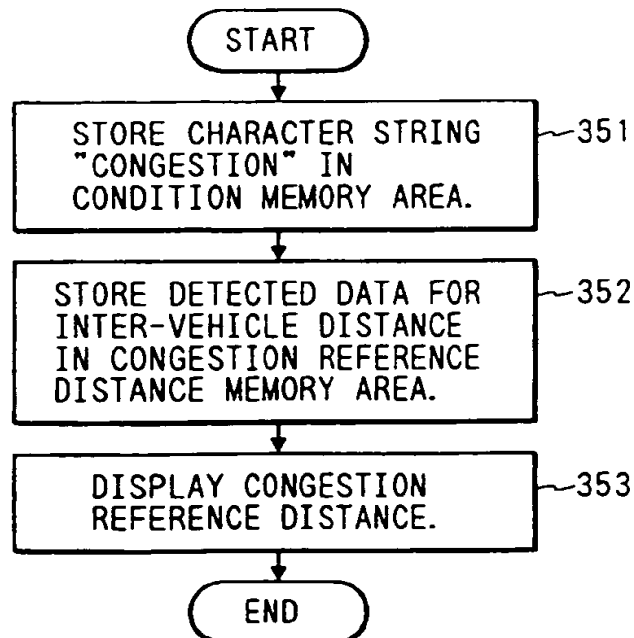 START
STORE CHARACTER STRING
"CONGESTION" IN
CONDITION MEMORY AREA.
351
STORE DETECTED DATA FOR
INTER-VEHICLE DISTANCE
IN CONGESTION REFERENCE
DISTANCE MEMORY AREA.
352
DISPLAY CONGESTION
REFERENCE DISTANCE.
353
END